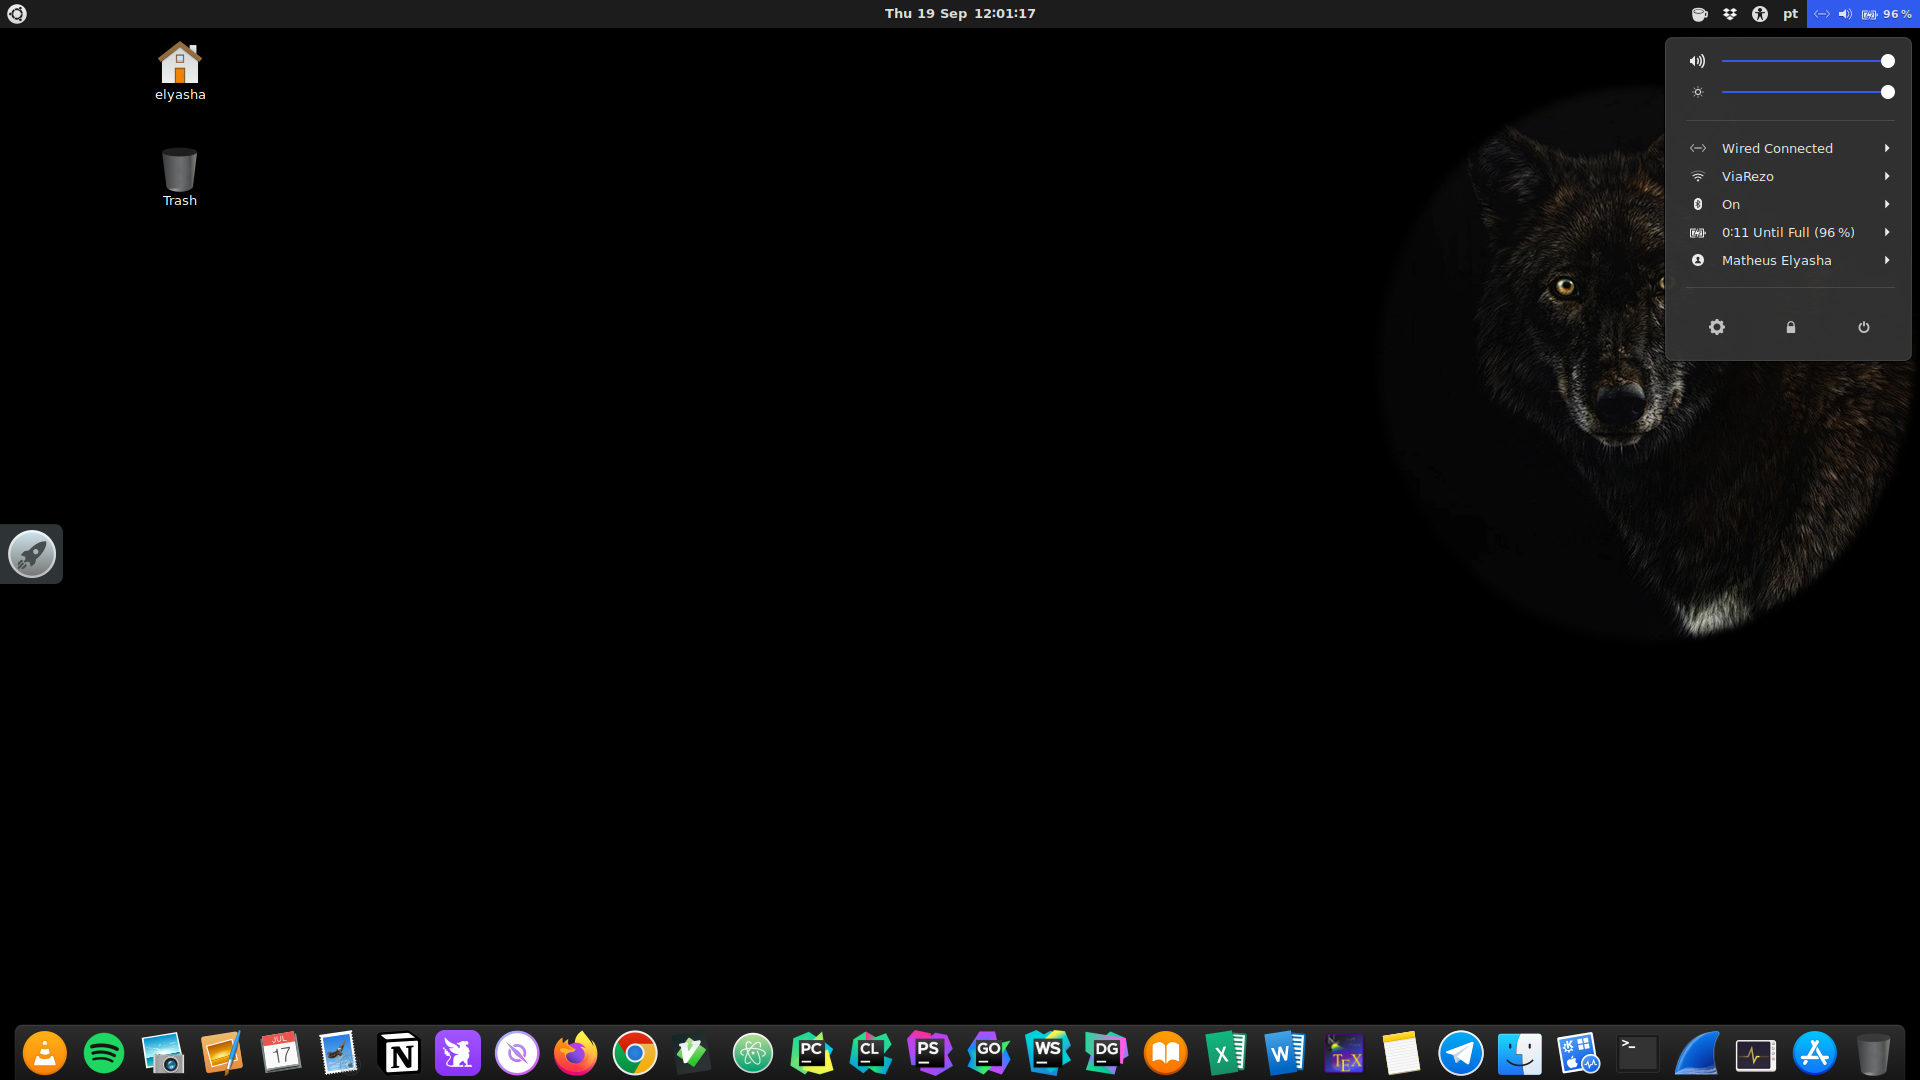 Thu 19 Sep 12:01:17
pt
96 %
elyasha
Trash
Wired Connected
ViaRezo
On
0:11 Until Full (96 %)
Matheus Elyasha
JUL
17
N
PC
CL
PS
GO
WS
DG
X
W
TEX
>_